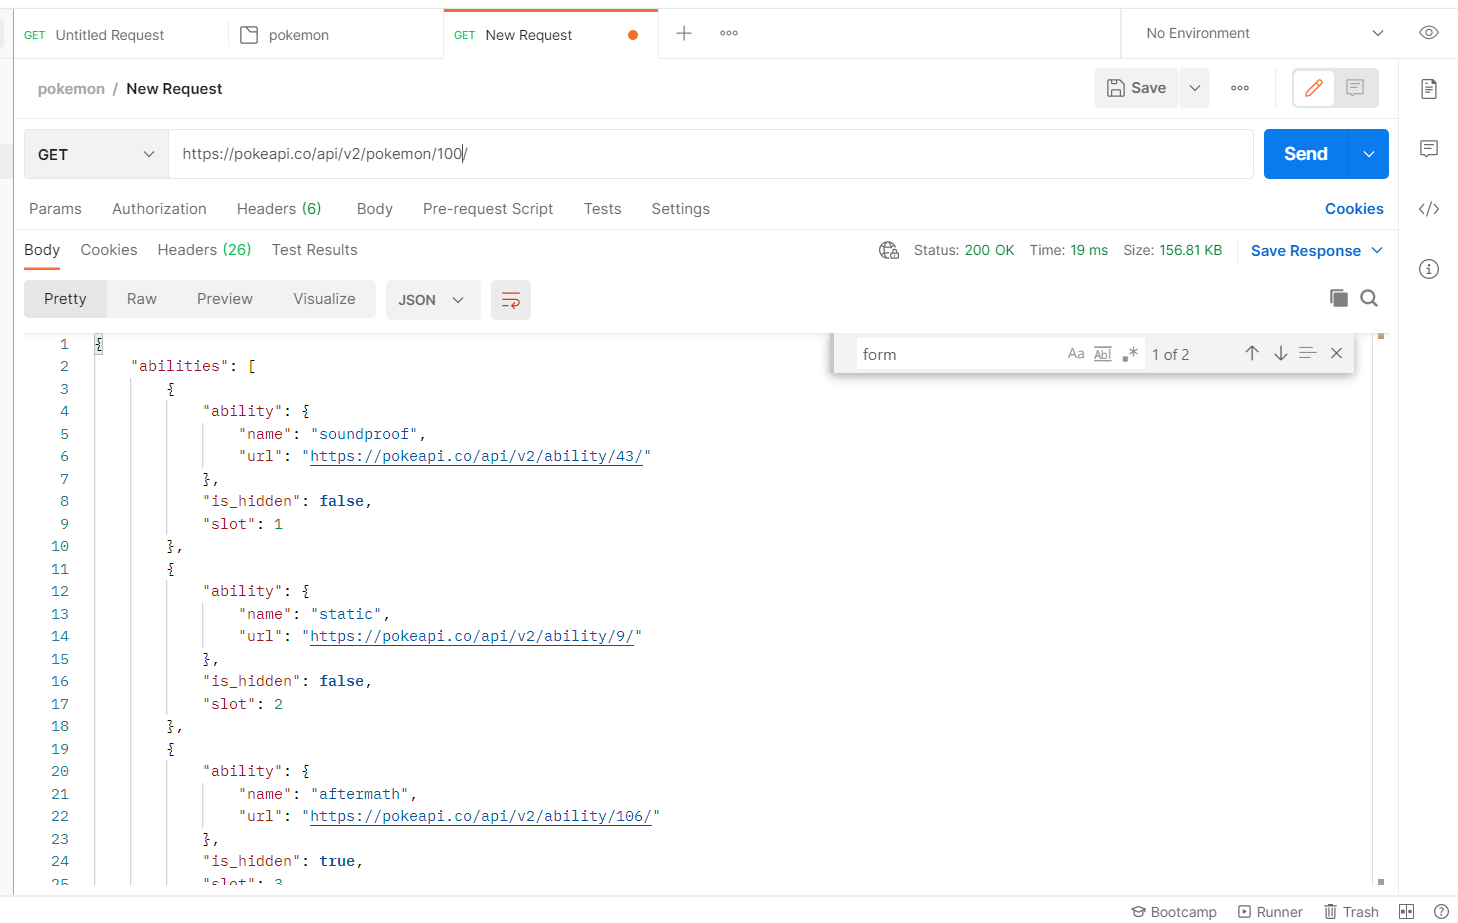 GET Untitled Request pokemon GET New Request No Environment
pokemon / New Request Save
GET https://pokeapi.co/api/v2/pokemon/100/ Send
Params Authorization Headers (6) Body Pre-request Script Tests Settings Cookies
Body Cookies Headers (26) Test Results Status: 200 OK Time: 19 ms Size: 156.81 KB Save Response
Pretty Raw Preview Visualize JSON
form Aa Abl .* 1 of 2
1 {
2 "abilities": [
3 {
4 "ability": {
5 "name": "soundproof",
6 "url": "https://pokeapi.co/api/v2/ability/43/"
7 },
8 "is_hidden": false,
9 "slot": 1
10 },
11 {
12 "ability": {
13 "name": "static",
14 "url": "https://pokeapi.co/api/v2/ability/9/"
15 },
16 "is_hidden": false,
17 "slot": 2
18 },
19 {
20 "ability": {
21 "name": "aftermath",
22 "url": "https://pokeapi.co/api/v2/ability/106/"
23 },
24 "is_hidden": true,
25 "slot": 3
Bootcamp Runner Trash